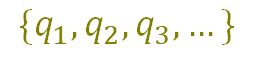 {q₁, q₂, q₃, …}